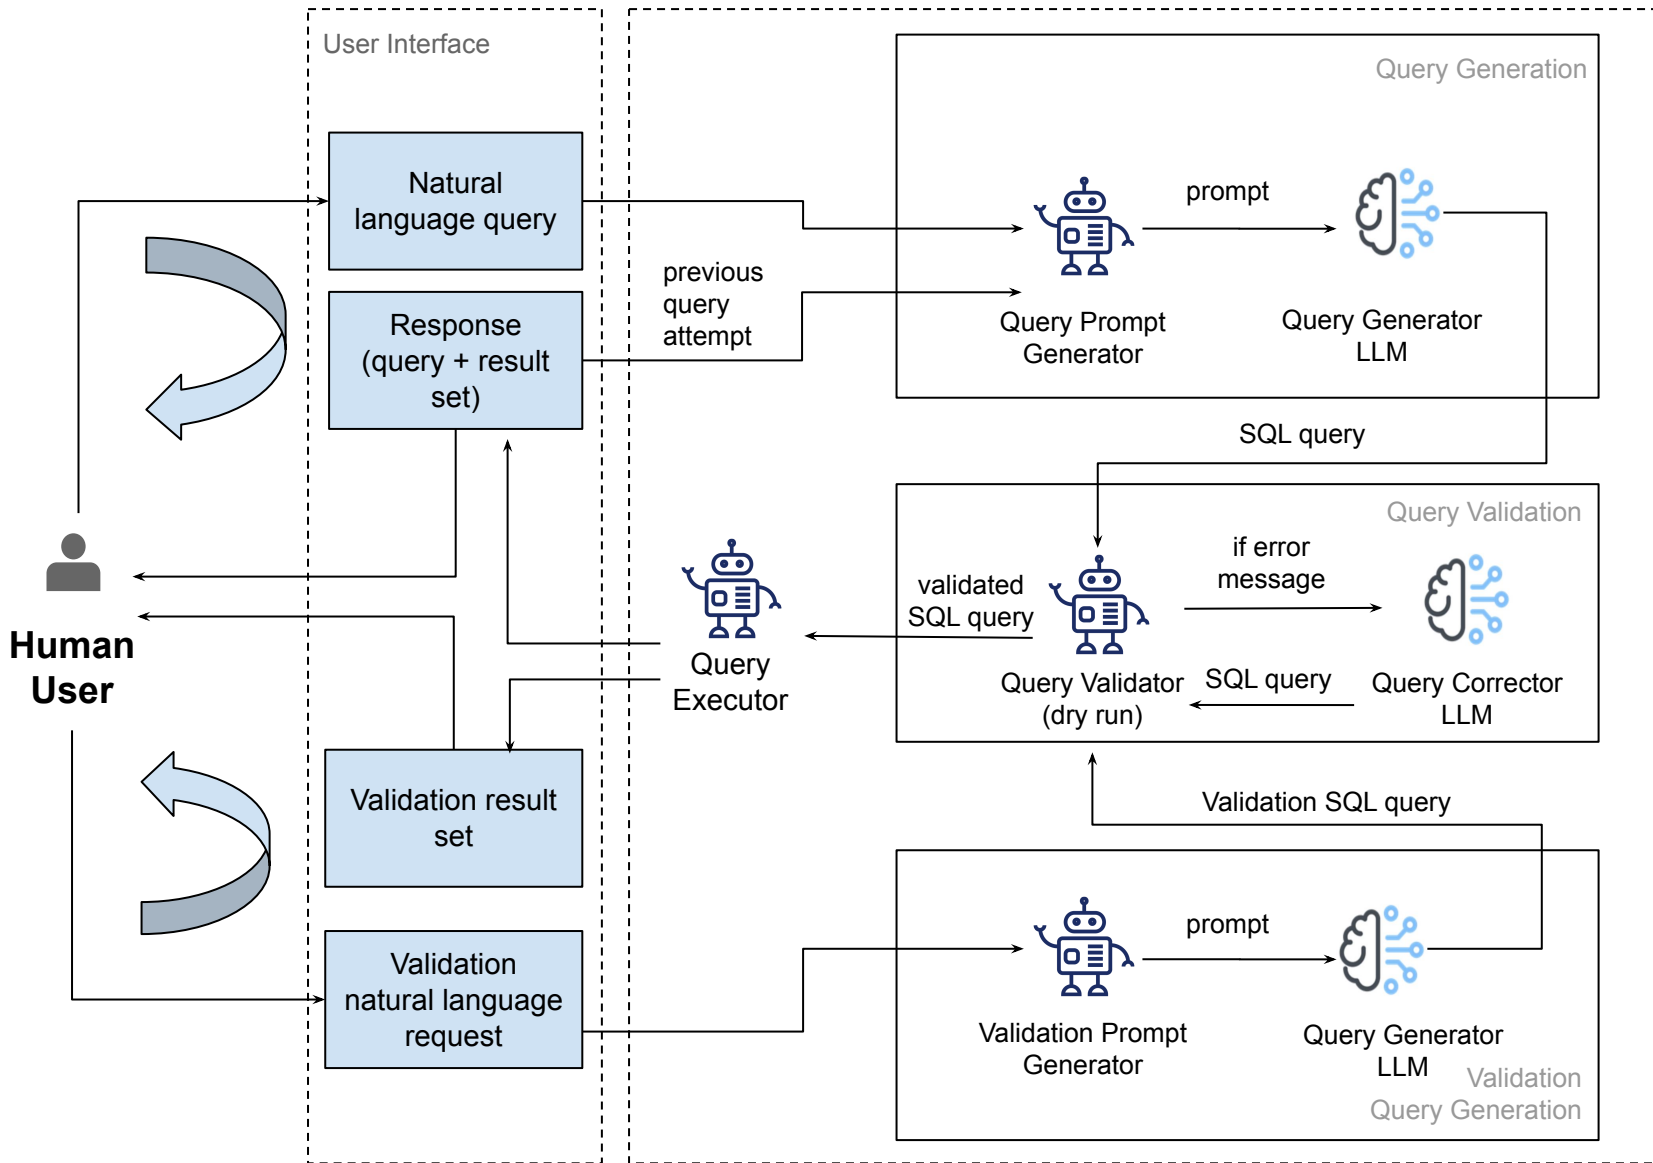 User Interface
Query Generation
Natural
language query
prompt
previous
query
attempt
Response
(query + result
set)
Query Prompt
Generator
Query Generator
LLM
SQL query
Query Validation
if error
message
validated
SQL query
Human
User
Query
Executor
Query Validator
(dry run)
SQL query
Query Corrector
LLM
Validation result
set
Validation SQL query
prompt
Validation
natural language
request
Validation Prompt
Generator
Query Generator
LLM
Validation
Query Generation